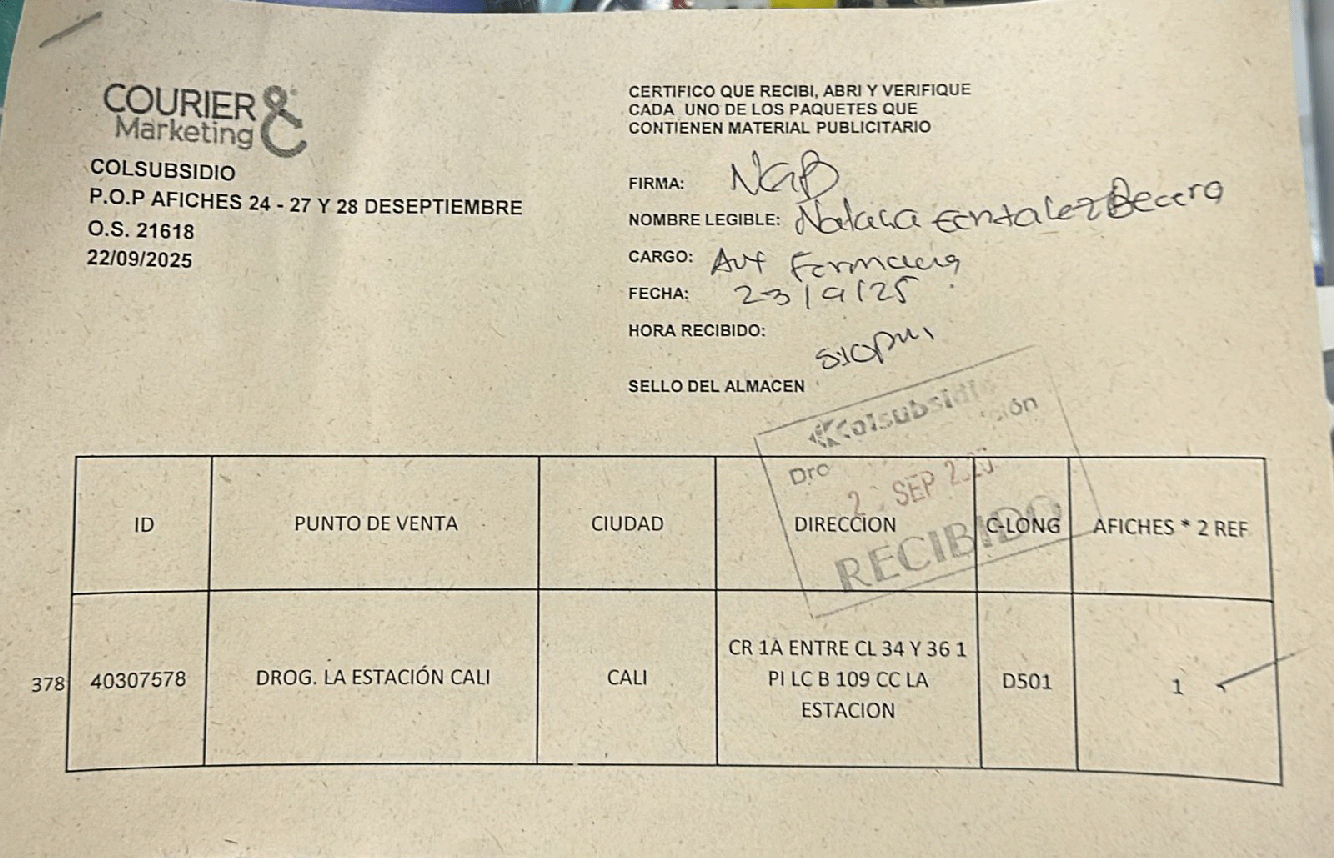 COURIER &
Marketing
COLSUBSIDIO
P.O.P AFICHES 24 - 27 Y 28 DESEPTIEMBRE
O.S. 21618
22/09/2025
CERTIFICO QUE RECIBI, ABRI Y VERIFIQUE
CADA UNO DE LOS PAQUETES QUE
CONTIENEN MATERIAL PUBLICITARIO
FIRMA: NGB
NOMBRE LEGIBLE:
CARGO: Aux
FECHA: 23/9/25
HORA RECIBIDO:
SELLO DEL ALMACEN
Colsubsidi
SEP
RECIBIDO
ID PUNTO DE VENTA CIUDAD DIRECCION C-LONG AFICHES * 2 REF
378 40307578 DROG. LA ESTACIÓN CALI CALI CR 1A ENTRE CL 34 Y 36 1 D501 1
PI LC B 109 CC LA
ESTACION